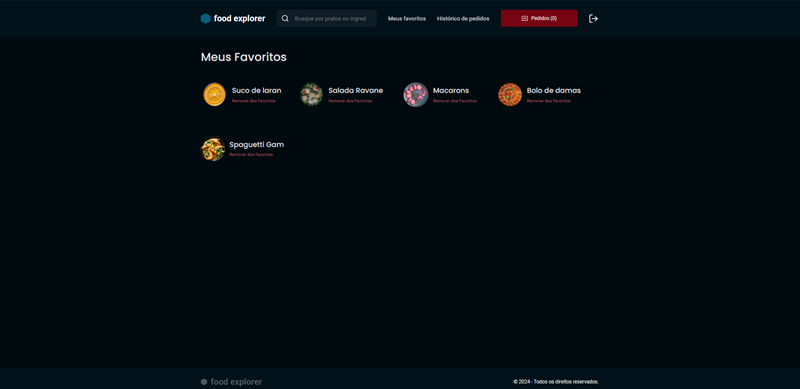 food explorer
Busque por pratos ou ingred
Meus favoritos
Histórico de pedidos
Pedidos (0)
Meus Favoritos
Suco de laran
Remover dos Favoritos
Salada Ravane
Remover dos Favoritos
Macarons
Remover dos Favoritos
Bolo de damas
Remover dos Favoritos
Spaguetti Gam
Remover dos Favoritos
food explorer
© 2024 - Todos os direitos reservados.